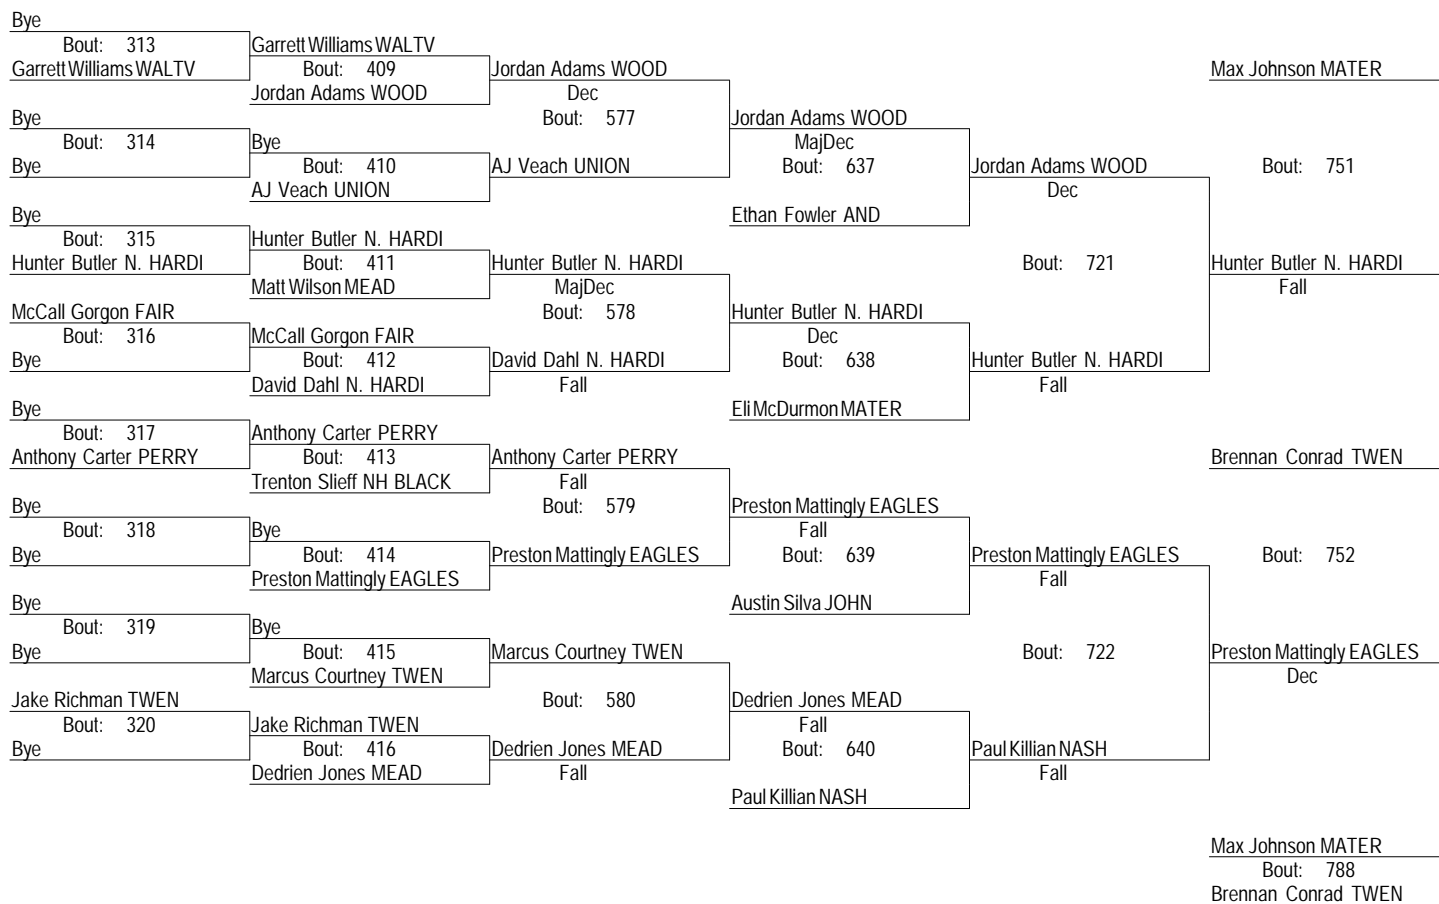 Bye
Bout: 313
Garrett Williams WALTV
Bye
Bout: 314
Bye
Bye
Bout: 315
Hunter Butler N. HARDI
McCall Gorgon FAIR
Bout: 316
Bye
Bye
Bout: 317
Anthony Carter PERRY
Bye
Bout: 318
Bye
Bye
Bout: 319
Bye
Jake Richman TWEN
Bout: 320
Bye
Garrett Williams WALTV
Bout: 409
Jordan Adams WOOD
Bye
Bout: 410
AJ Veach UNION
Hunter Butler N. HARDI
Bout: 411
Matt Wilson MEAD
McCall Gorgon FAIR
Bout: 412
David Dahl N. HARDI
Anthony Carter PERRY
Bout: 413
Trenton Slieff NH BLACK
Bye
Bout: 414
Preston Mattingly EAGLES
Bye
Bout: 415
Marcus Courtney TWEN
Jake Richman TWEN
Bout: 416
Dedrien Jones MEAD
Jordan Adams WOOD
Dec
Bout: 577
AJ Veach UNION
Hunter Butler N. HARDI
MajDec
Bout: 578
David Dahl N. HARDI
Fall
Anthony Carter PERRY
Fall
Bout: 579
Preston Mattingly EAGLES
Marcus Courtney TWEN
Bout: 580
Dedrien Jones MEAD
Fall
Jordan Adams WOOD
MajDec
Bout: 637
Ethan Fowler AND
Hunter Butler N. HARDI
Dec
Bout: 638
Eli McDurmon MATER
Preston Mattingly EAGLES
Fall
Bout: 639
Austin Silva JOHN
Dedrien Jones MEAD
Fall
Bout: 640
Paul Killian NASH
Jordan Adams WOOD
Dec
Bout: 721
Hunter Butler N. HARDI
Fall
Preston Mattingly EAGLES
Fall
Bout: 722
Paul Killian NASH
Fall
Max Johnson MATER
Bout: 751
Hunter Butler N. HARDI
Fall
Brennan Conrad TWEN
Bout: 752
Preston Mattingly EAGLES
Dec
Max Johnson MATER
Bout: 788
Brennan Conrad TWEN